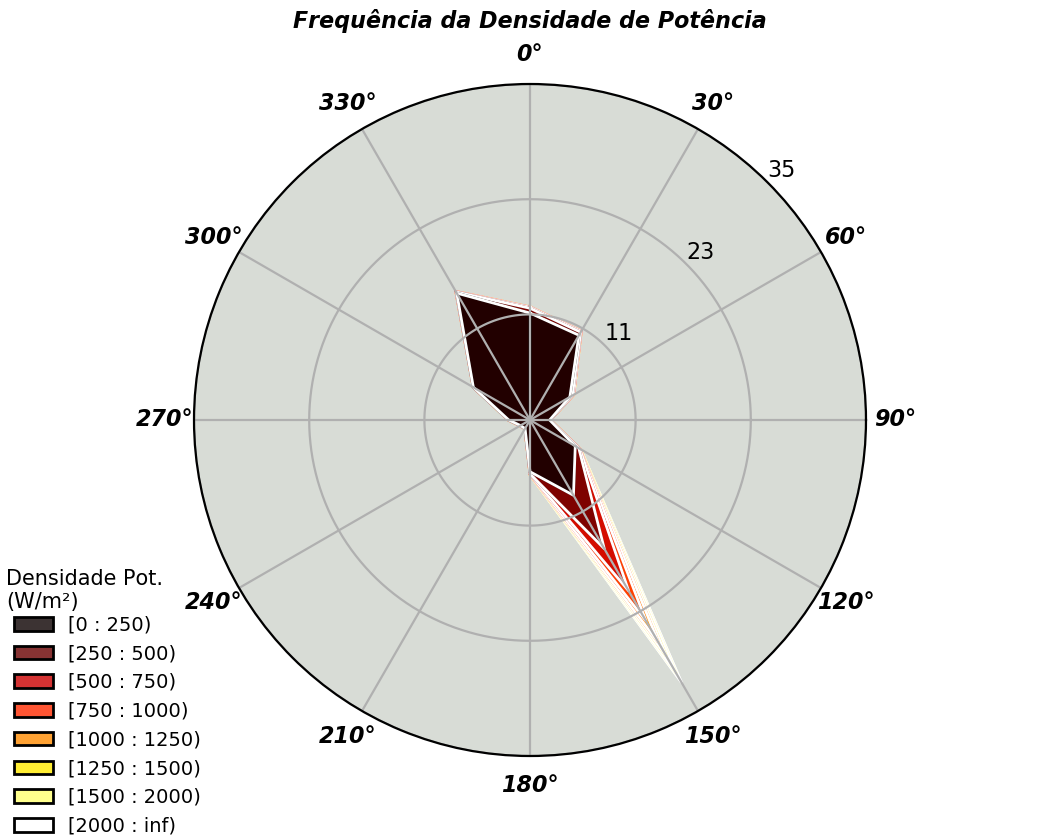 Frequência da Densidade de Potência
0°
330°
30°
35
300°
60°
23
11
270°
90°
240°
120°
210°
150°
180°
Densidade Pot.
(W/m²)
[0 : 250)
[250 : 500)
[500 : 750)
[750 : 1000)
[1000 : 1250)
[1250 : 1500)
[1500 : 2000)
[2000 : inf)